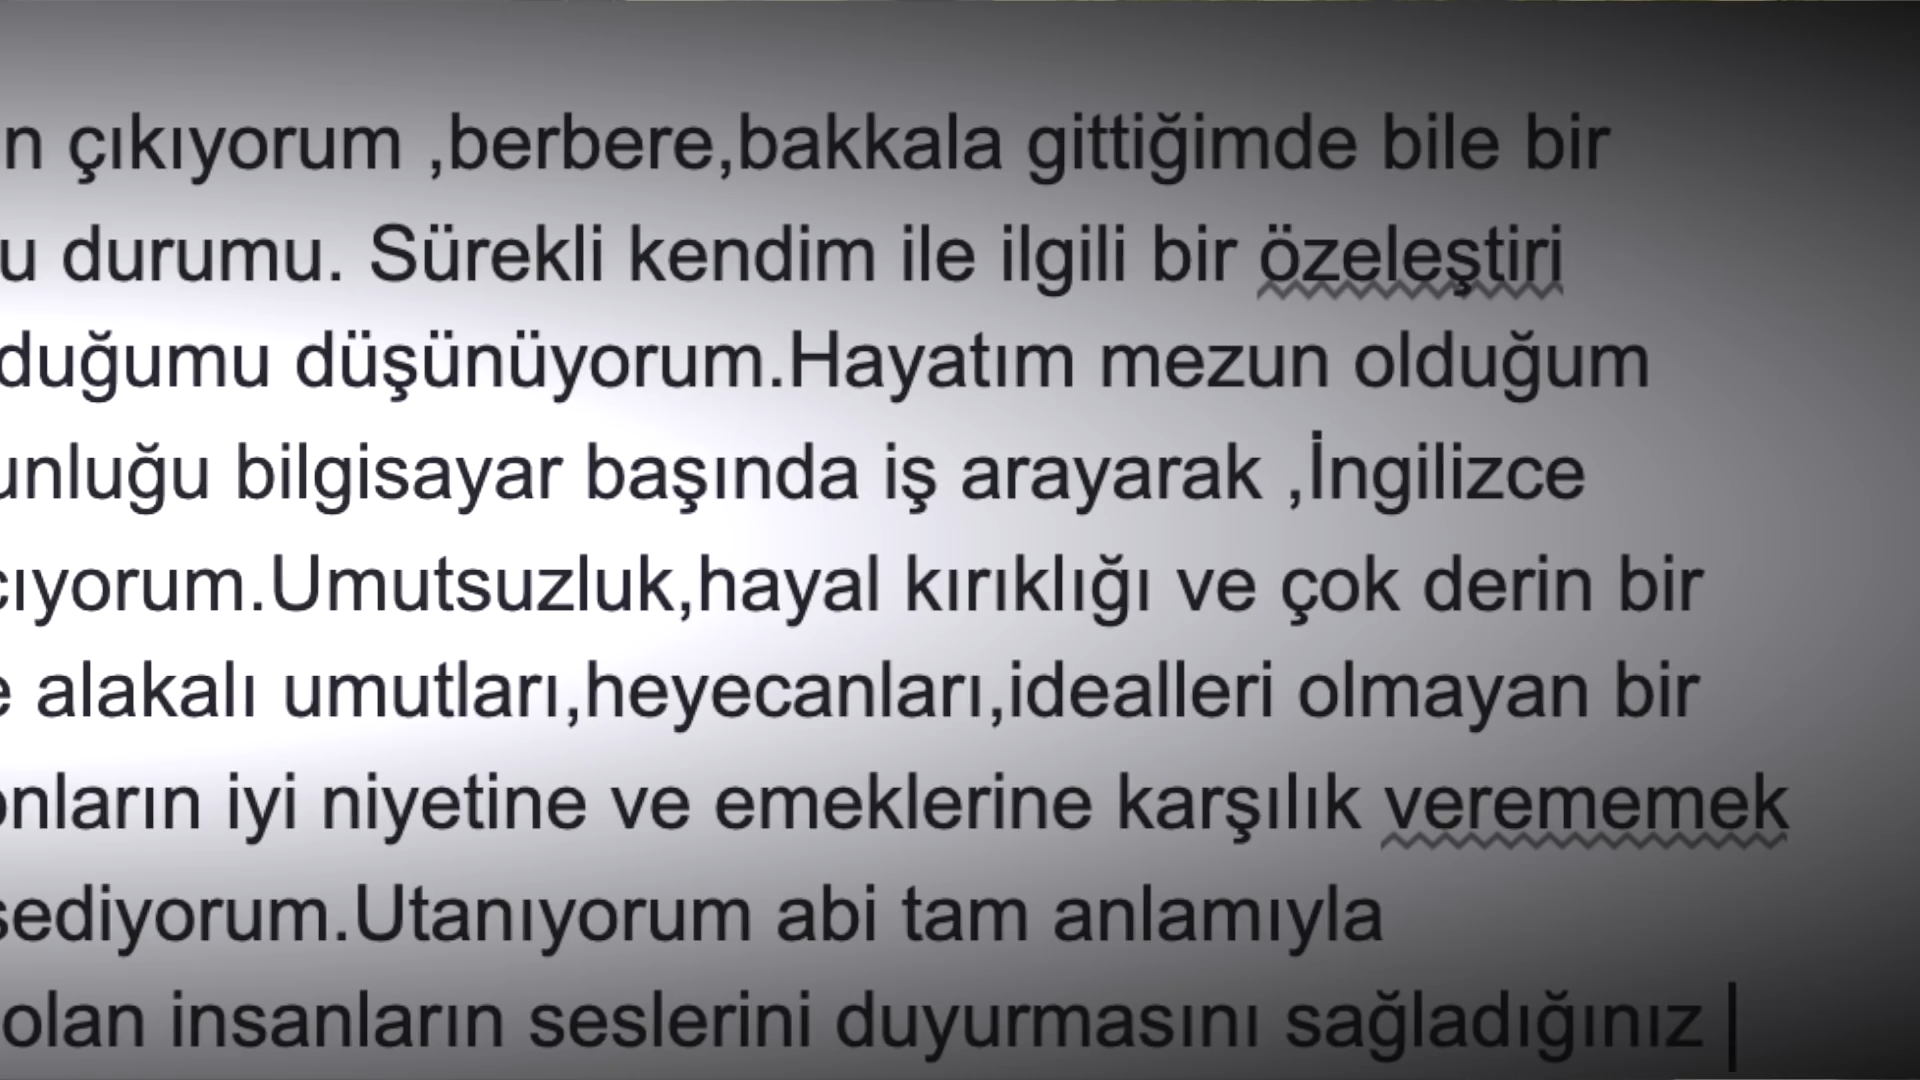 n çıkıyorum ,berbere,bakkala gittiğimde bile bir
u durumu. Sürekli kendim ile ilgili bir özeleştiri
duğumu düşünüyorum.Hayatım mezun olduğum
unluğu bilgisayar başında iş arayarak ,İngilizce
cıyorum.Umutsuzluk,hayal kırıklığı ve çok derin bir
e alakalı umutları,heyecanları,idealleri olmayan bir
onların iyi niyetine ve emeklerine karşılık verememek
sediyorum.Utanıyorum abi tam anlamıyla
olan insanların seslerini duyurmasını sağladığınız